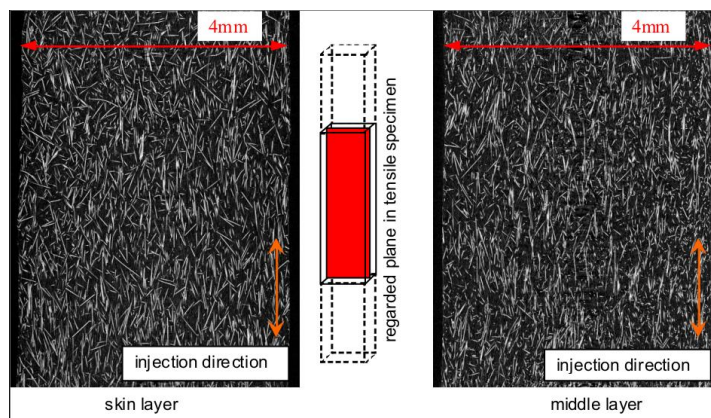 4mm
injection direction
skin layer
regarded plane in tensile specimen
4mm
injection direction
middle layer